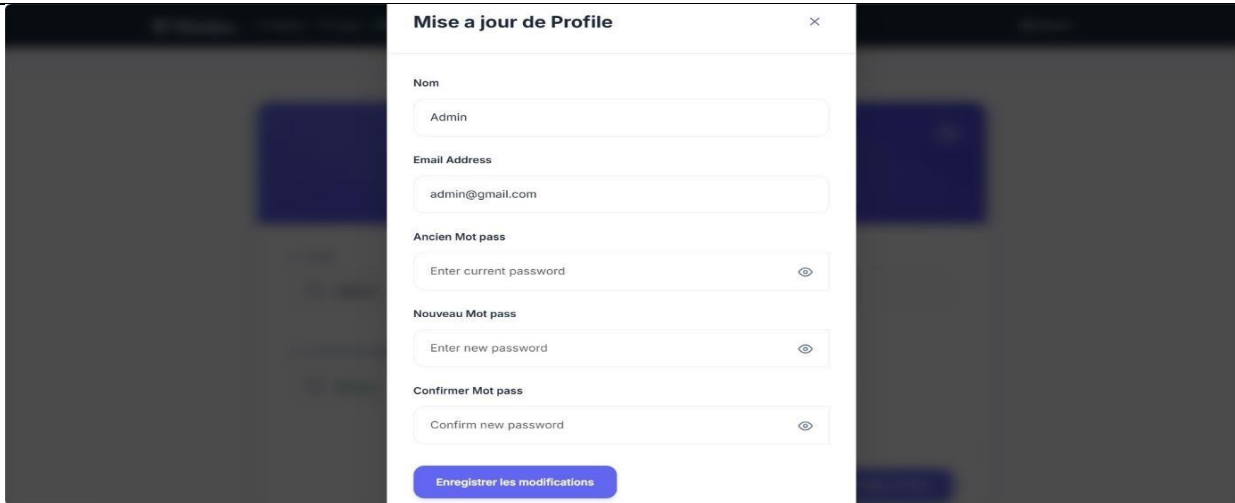 Mise a jour de Profile
Nom
Admin
Email Address
admin@gmail.com
Ancien Mot pass
Enter current password
Nouveau Mot pass
Enter new password
Confirmer Mot pass
Confirm new password
Enregistrer les modifications